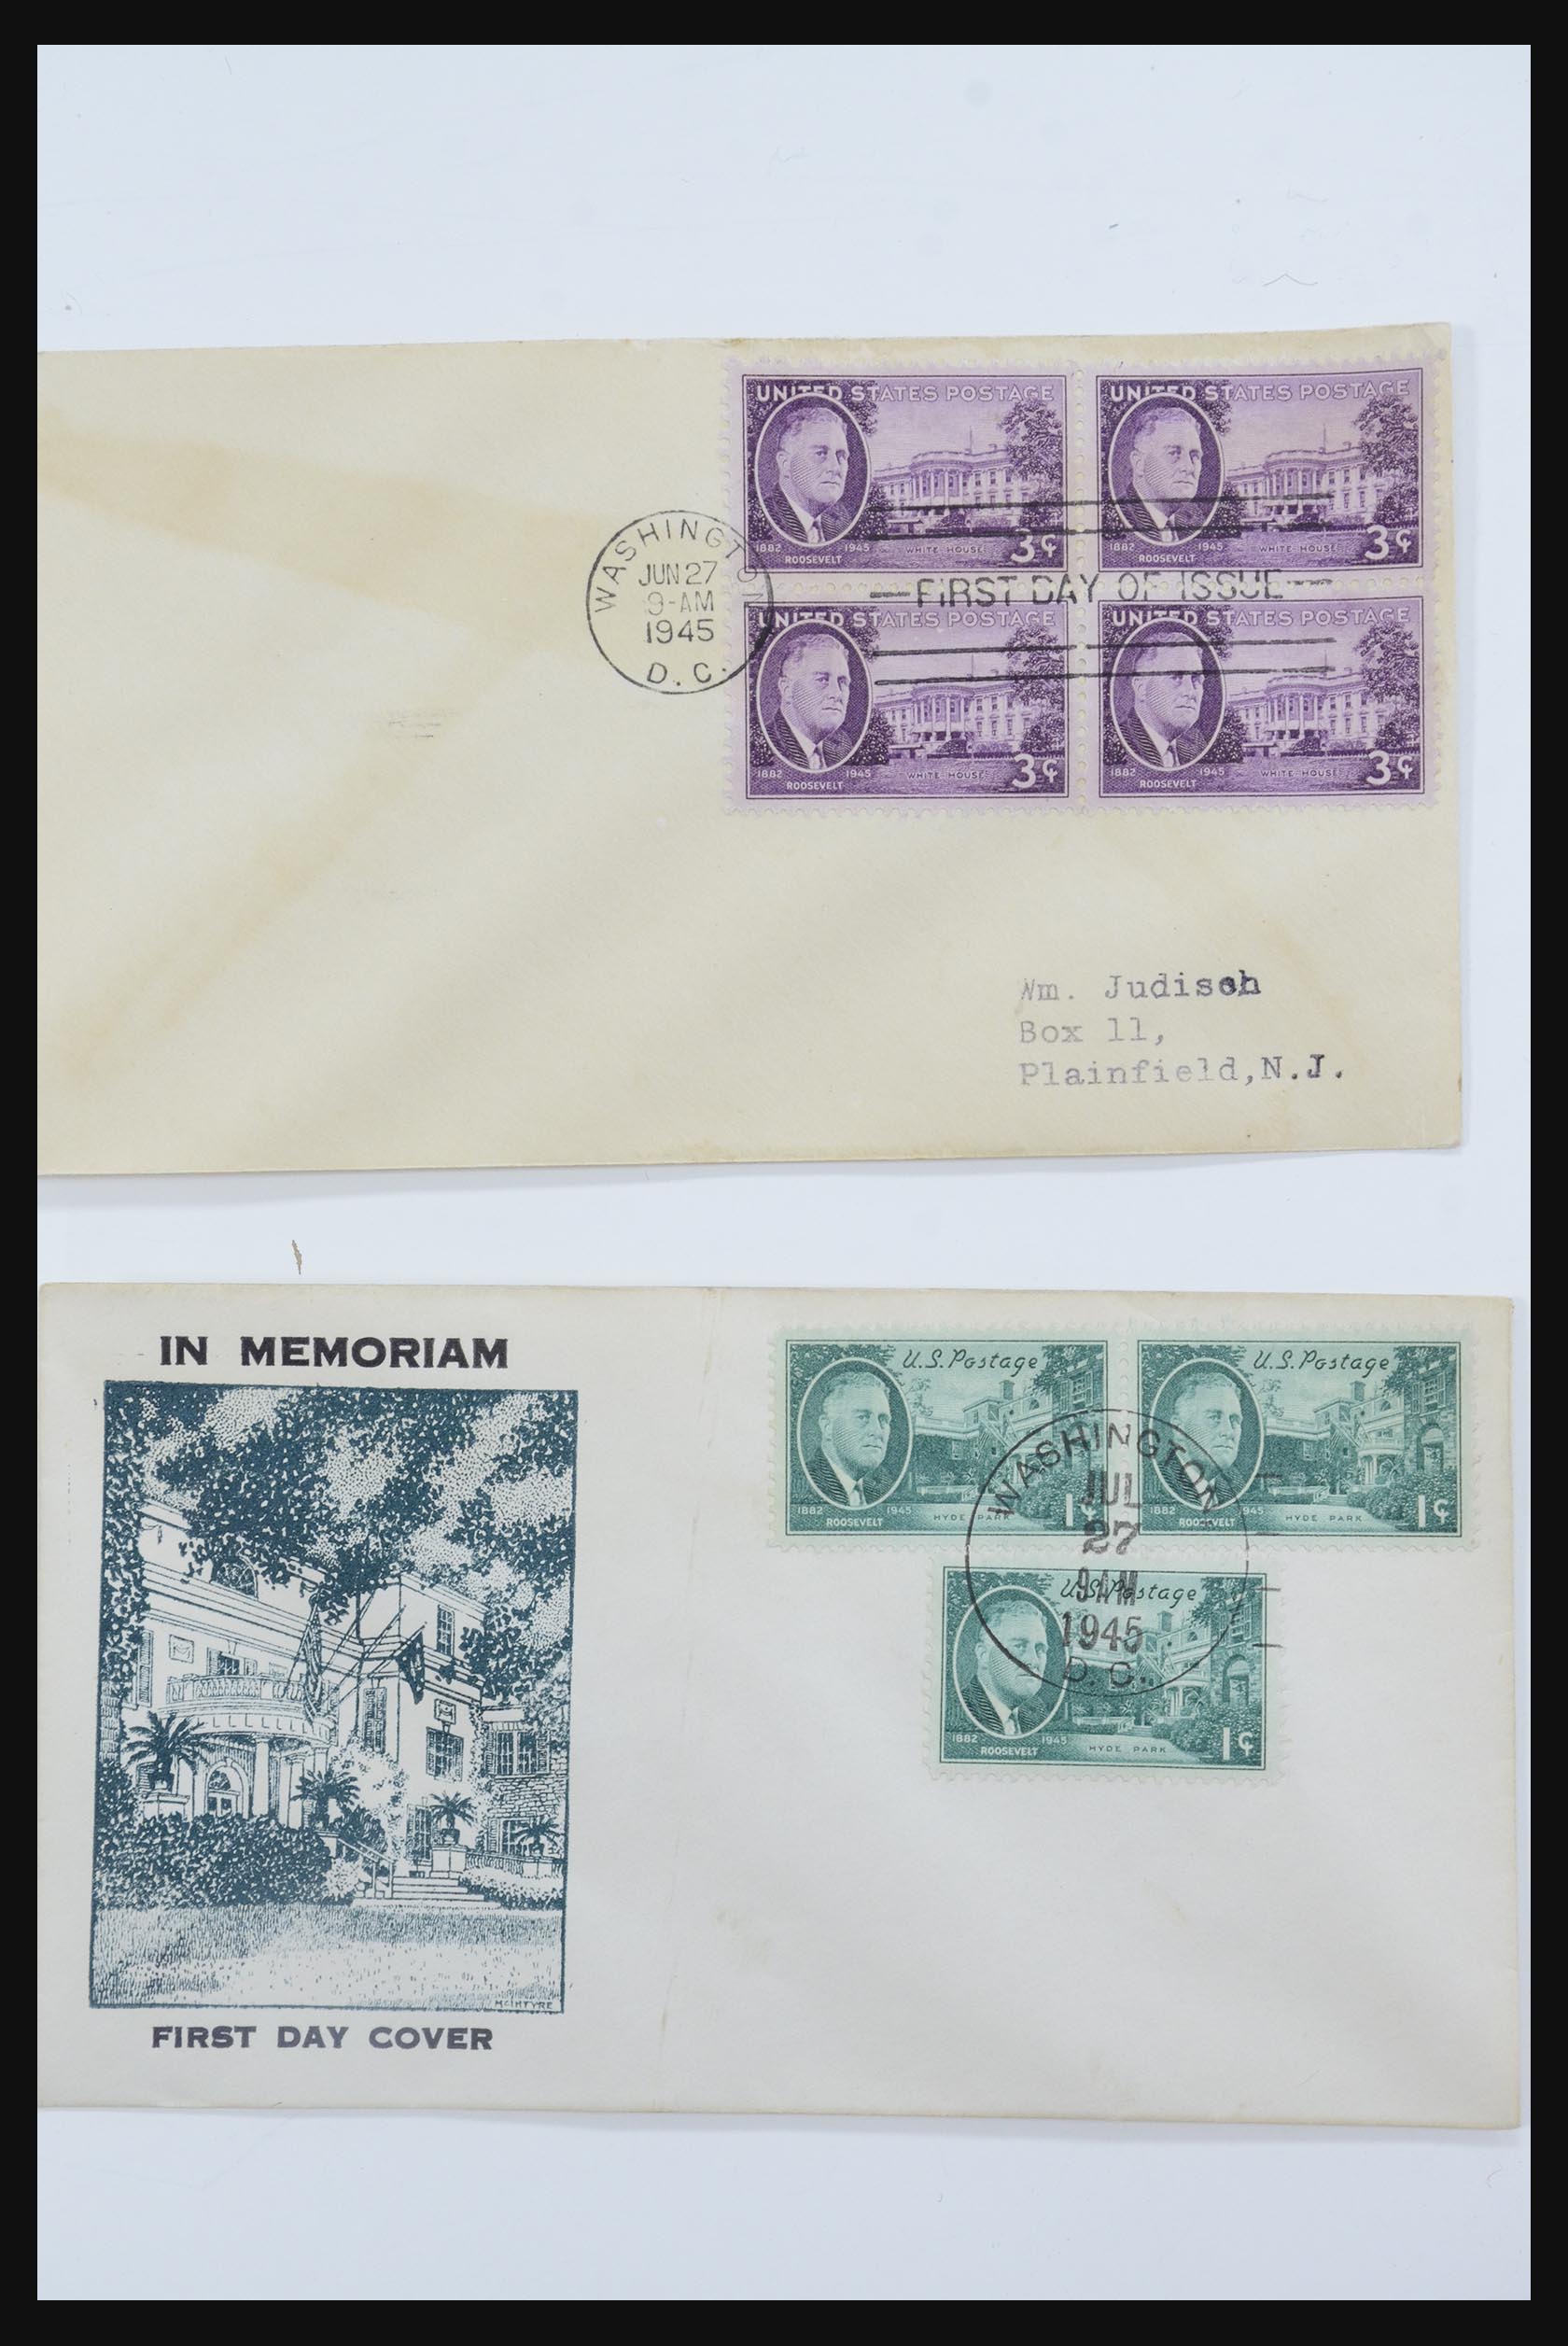 UNITED STATES POSTAGE
1882 1945 WHITE HOUSE 3¢
ROOSEVELT
UNITED STATES POSTAGE
1882 1945 WHITE HOUSE 3¢
ROOSEVELT
WASHINGTON
JUN 27
9-AM
1945
D. C.
—FIRST DAY OF ISSUE—
UNITED STATES POSTAGE
1882 1945 WHITE HOUSE 3¢
ROOSEVELT
UNITED STATES POSTAGE
1882 1945 WHITE HOUSE 3¢
ROOSEVELT
Wm. Judisch
Box 11,
Plainfield,N.J.
IN MEMORIAM
MCINTYRE
FIRST DAY COVER
U.S. Postage
1882 1945 HYDE PARK 1¢
ROOSEVELT
U.S. Postage
1882 1945 HYDE PARK 1¢
ROOSEVELT
WASHINGTON
JUL
27
9 AM
1945
D. C.
U.S. Postage
1882 1945 HYDE PARK 1¢
ROOSEVELT